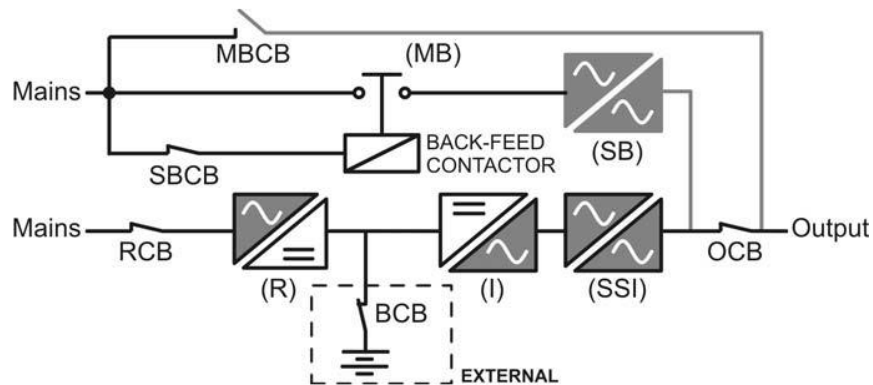 MBCB
(MB)
Mains
BACK-FEED
CONTACTOR
(SB)
SBCB
Mains
RCB
(R)
(I)
(SSI)
OCB
Output
BCB
EXTERNAL